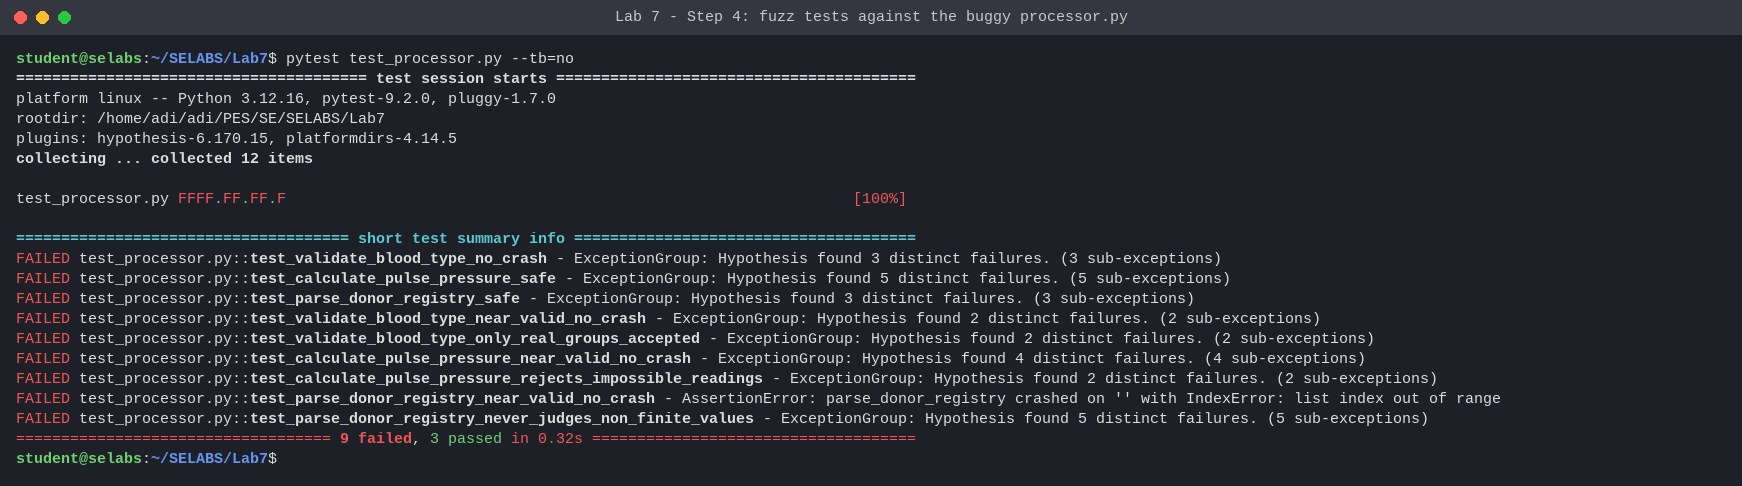 Lab 7 - Step 4: fuzz tests against the buggy processor.py
student@selabs:~/SELABS/Lab7$ pytest test_processor.py --tb=no
======================================= test session starts ========================================
platform linux -- Python 3.12.16, pytest-9.2.0, pluggy-1.7.0
rootdir: /home/adi/adi/PES/SE/SELABS/Lab7
plugins: hypothesis-6.170.15, platformdirs-4.14.5
collecting ... collected 12 items
test_processor.py FFFF.FF.FF.F [100%]
===================================== short test summary info ======================================
FAILED test_processor.py::test_validate_blood_type_no_crash - ExceptionGroup: Hypothesis found 3 distinct failures. (3 sub-exceptions)
FAILED test_processor.py::test_calculate_pulse_pressure_safe - ExceptionGroup: Hypothesis found 5 distinct failures. (5 sub-exceptions)
FAILED test_processor.py::test_parse_donor_registry_safe - ExceptionGroup: Hypothesis found 3 distinct failures. (3 sub-exceptions)
FAILED test_processor.py::test_validate_blood_type_near_valid_no_crash - ExceptionGroup: Hypothesis found 2 distinct failures. (2 sub-exceptions)
FAILED test_processor.py::test_validate_blood_type_only_real_groups_accepted - ExceptionGroup: Hypothesis found 2 distinct failures. (2 sub-exceptions)
FAILED test_processor.py::test_calculate_pulse_pressure_near_valid_no_crash - ExceptionGroup: Hypothesis found 4 distinct failures. (4 sub-exceptions)
FAILED test_processor.py::test_calculate_pulse_pressure_rejects_impossible_readings - ExceptionGroup: Hypothesis found 2 distinct failures. (2 sub-exceptions)
FAILED test_processor.py::test_parse_donor_registry_near_valid_no_crash - AssertionError: parse_donor_registry crashed on '' with IndexError: list index out of range
FAILED test_processor.py::test_parse_donor_registry_never_judges_non_finite_values - ExceptionGroup: Hypothesis found 5 distinct failures. (5 sub-exceptions)
=================================== 9 failed, 3 passed in 0.32s ====================================
student@selabs:~/SELABS/Lab7$